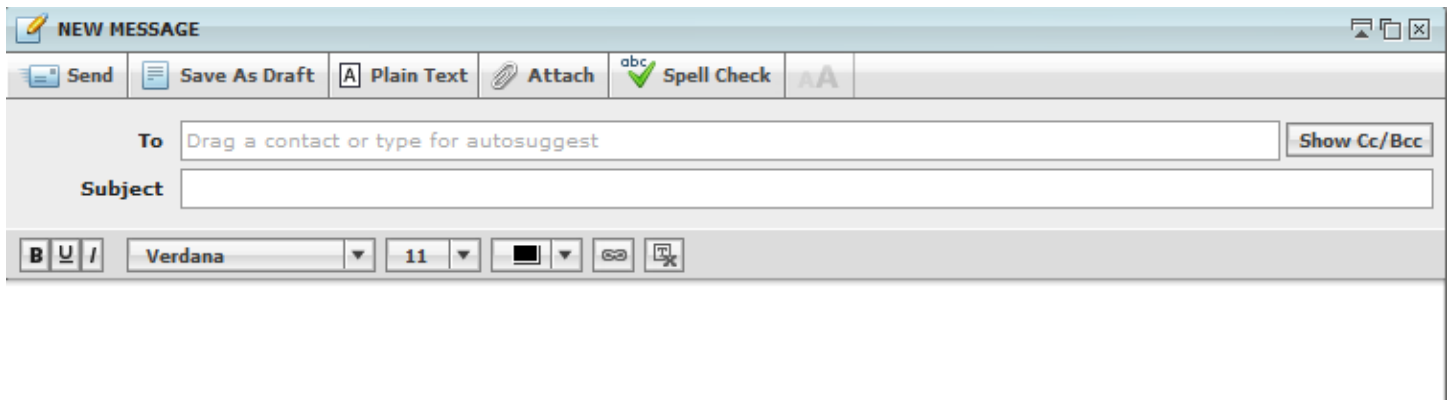 NEW MESSAGE
Send Save As Draft A Plain Text Attach abc Spell Check AA
To Drag a contact or type for autosuggest Show Cc/Bcc
Subject
B U I Verdana 11 T